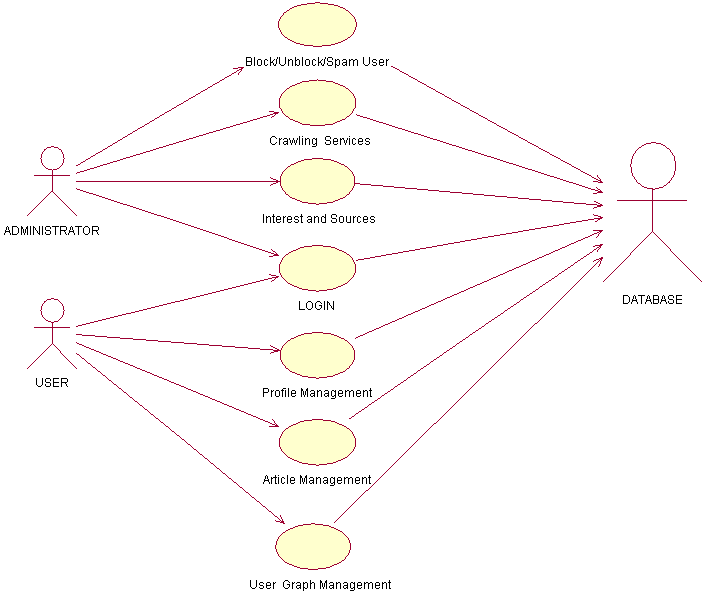 Block/Unblock/Spam User
Crawling Services
ADMINISTRATOR
Interest and Sources
LOGIN
DATABASE
USER
Profile Management
Article Management
User Graph Management